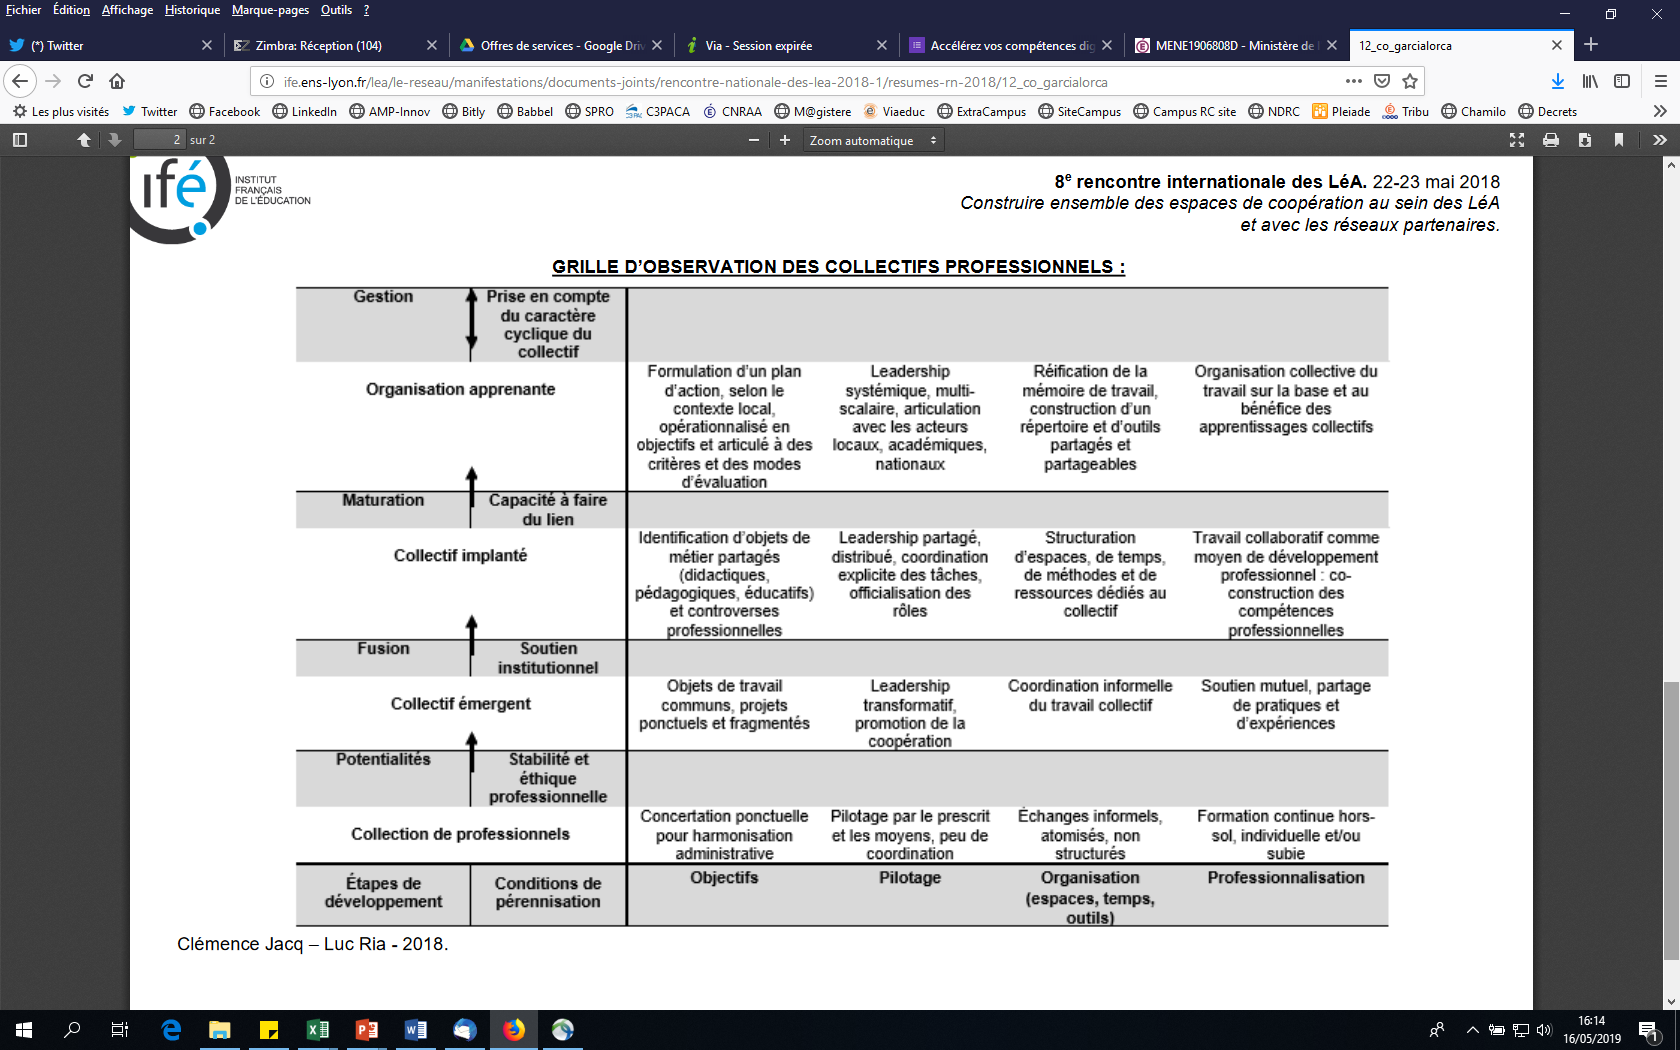 Fichier Édition Affichage Historique Marque-pages Outils ?
(*) Twitter
Zimbra: Réception (104)
Offres de services - Google Driv
Via - Session expirée
Accélérez vos compétences dig
MENE1906808D - Ministère de l
12_co_garcialorca
ife.ens-lyon.fr/lea/le-reseau/manifestations/documents-joints/rencontre-nationale-des-lea-2018-1/resumes-rn-2018/12_co_garcialorca
Les plus visités Twitter Facebook LinkedIn AMP-Innov Bitly Babbel SPRO C3PACA CNRAA M@gistere Viaeduc ExtraCampus SiteCampus Campus RC site NDRC Pleiade Tribu Chamilo Decrets
2 sur 2
Zoom automatique
ifé
INSTITUT
FRANÇAIS
DE L'ÉDUCATION
8e rencontre internationale des LéA. 22-23 mai 2018
Construire ensemble des espaces de coopération au sein des LéA
et avec les réseaux partenaires.
GRILLE D'OBSERVATION DES COLLECTIFS PROFESSIONNELS :
Gestion
Prise en compte
du caractère
cyclique du
collectif
Organisation apprenante
Formulation d'un plan
d'action, selon le
contexte local,
opérationnalisé en
objectifs et articulé à des
critères et des modes
d'évaluation
Leadership
systémique, multi-
scalaire, articulation
avec les acteurs
locaux, académiques,
nationaux
Réification de la
mémoire de travail,
construction d'un
répertoire et d'outils
partagés et
partageables
Organisation collective du
travail sur la base et au
bénéfice des
apprentissages collectifs
Maturation
Capacité à faire
du lien
Collectif implanté
Identification d'objets de
métier partagés
(didactiques,
pédagogiques, éducatifs)
et controverses
professionnelles
Leadership partagé,
distribué, coordination
explicite des tâches,
officialisation des
rôles
Structuration
d'espaces, de temps,
de méthodes et de
ressources dédiés au
collectif
Travail collaboratif comme
moyen de développement
professionnel : co-
construction des
compétences
professionnelles
Fusion
Soutien
institutionnel
Collectif émergent
Objets de travail
communs, projets
ponctuels et fragmentés
Leadership
transformatif,
promotion de la
coopération
Coordination informelle
du travail collectif
Soutien mutuel, partage
de pratiques et
d'expériences
Potentialités
Stabilité et
éthique
professionnelle
Collection de professionnels
Concertation ponctuelle
pour harmonisation
administrative
Pilotage par le prescrit
et les moyens, peu de
coordination
Échanges informels,
atomisés, non
structurés
Formation continue hors-
sol, individuelle et/ou
subie
Étapes de
développement
Conditions de
pérennisation
Objectifs
Pilotage
Organisation
(espaces, temps,
outils)
Professionnalisation
Clémence Jacq – Luc Ria - 2018.
16:14
16/05/2019
1